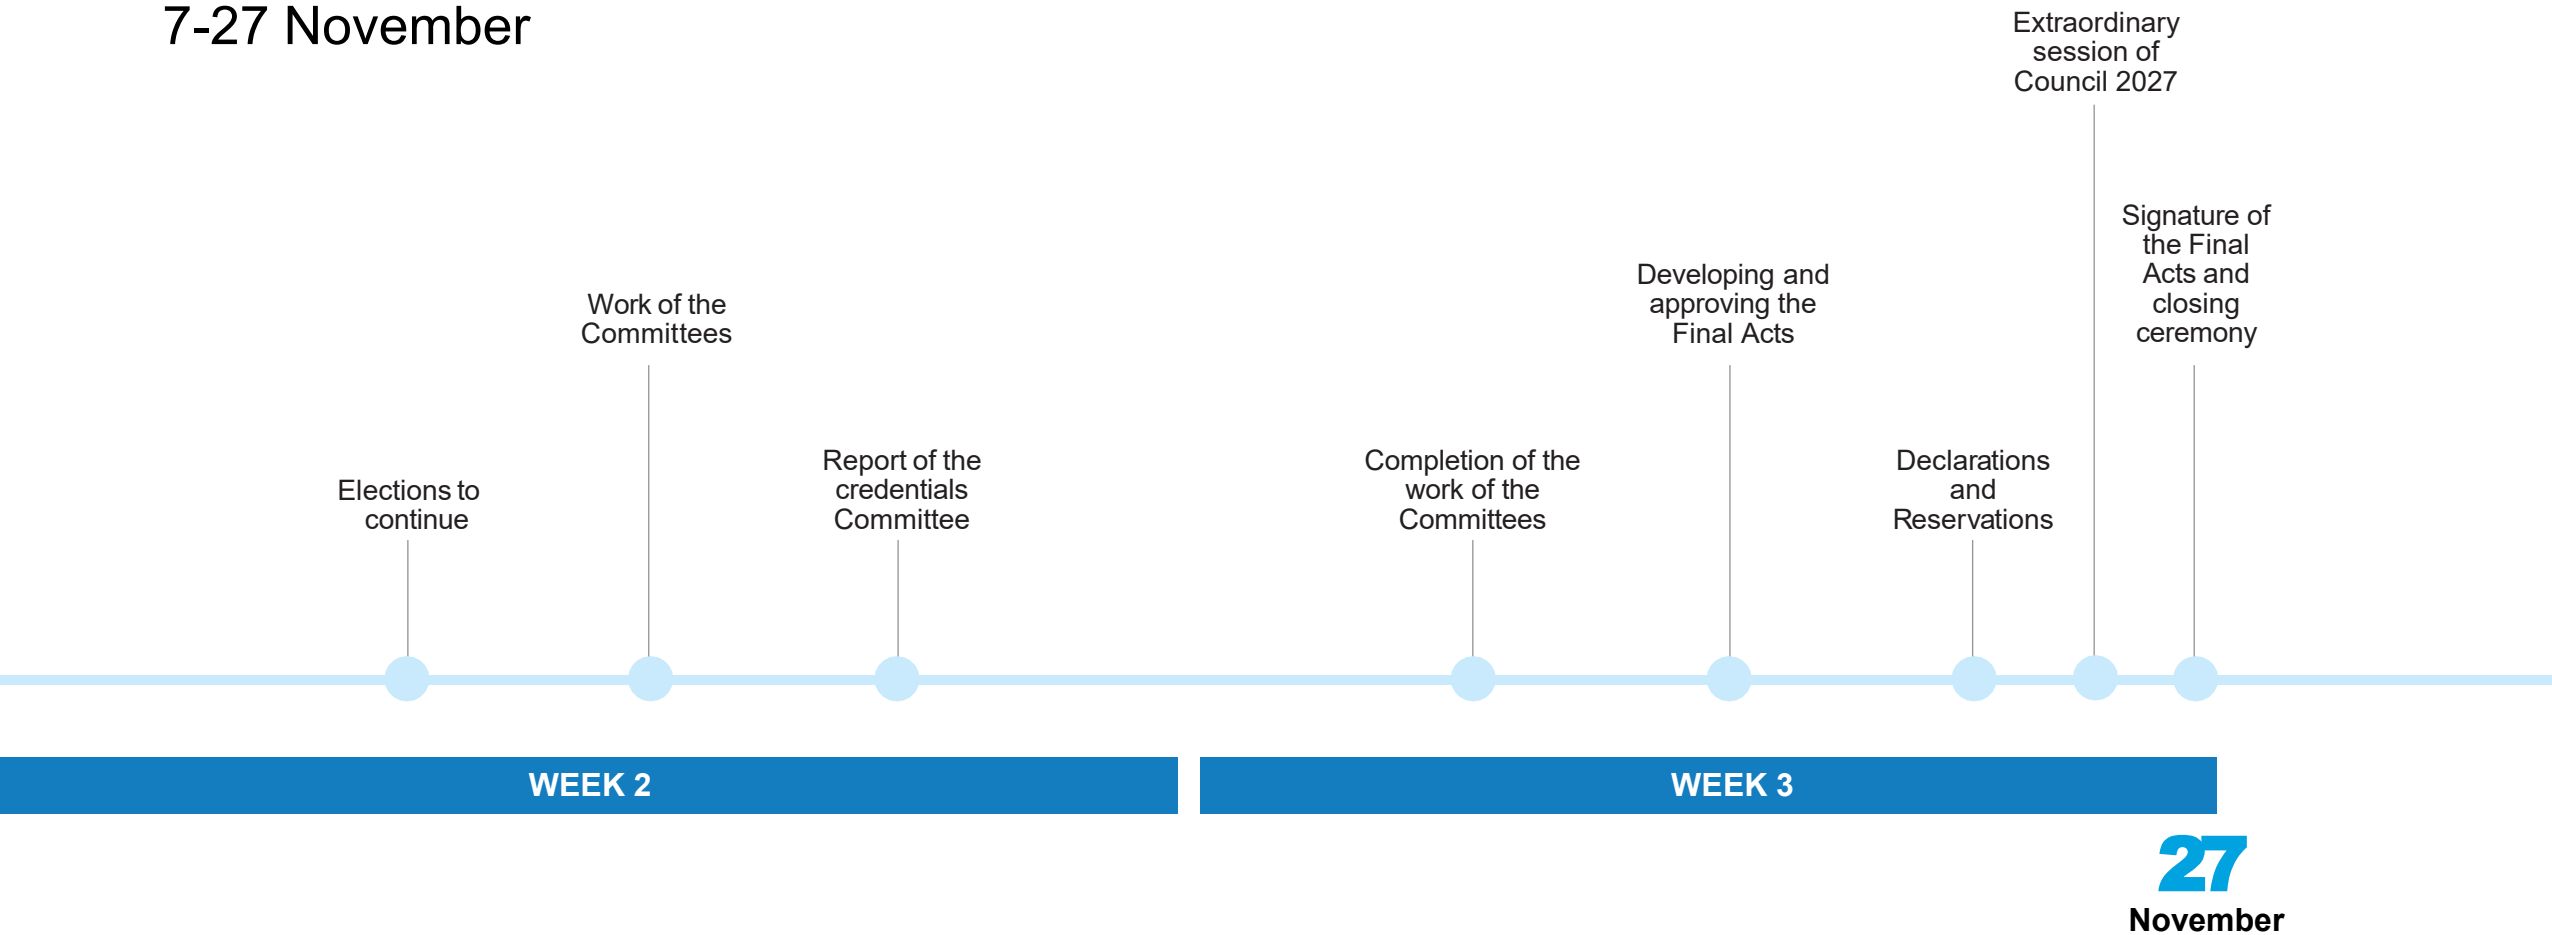 7-27 November
Elections to
continue
Work of the
Committees
Report of the
credentials
Committee
Completion of the
work of the
Committees
Developing and
approving the
Final Acts
Declarations
and
Reservations
Extraordinary
session of
Council 2027
Signature of
the Final
Acts and
closing
ceremony
WEEK 2
WEEK 3
27
November